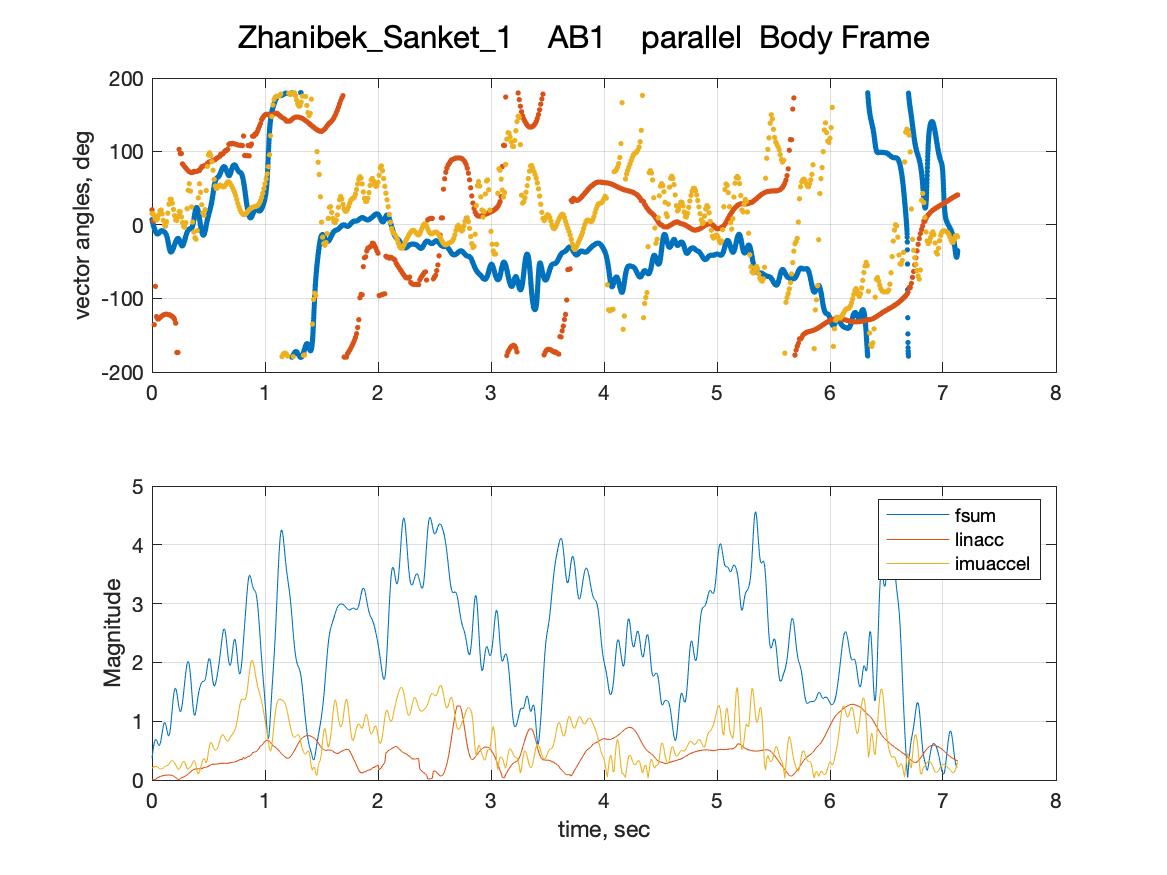 Zhanibek_Sanket_1 AB1 parallel Body Frame
200
100
0
-100
-200
vector angles, deg
0 1 2 3 4 5 6 7 8
5
4
3
2
1
0
Magnitude
fsum
linacc
imuaccel
0 1 2 3 4 5 6 7 8
time, sec